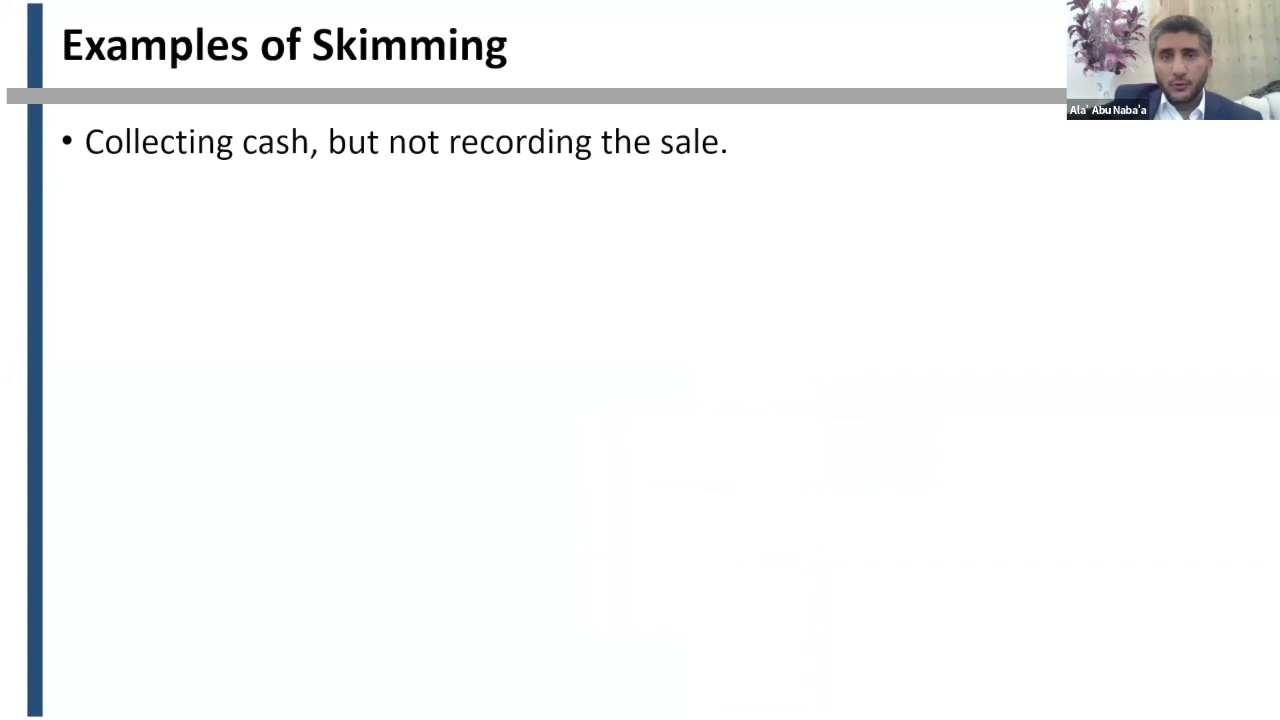 Examples of Skimming
• Collecting cash, but not recording the sale.
Ala' Abu Naba'a